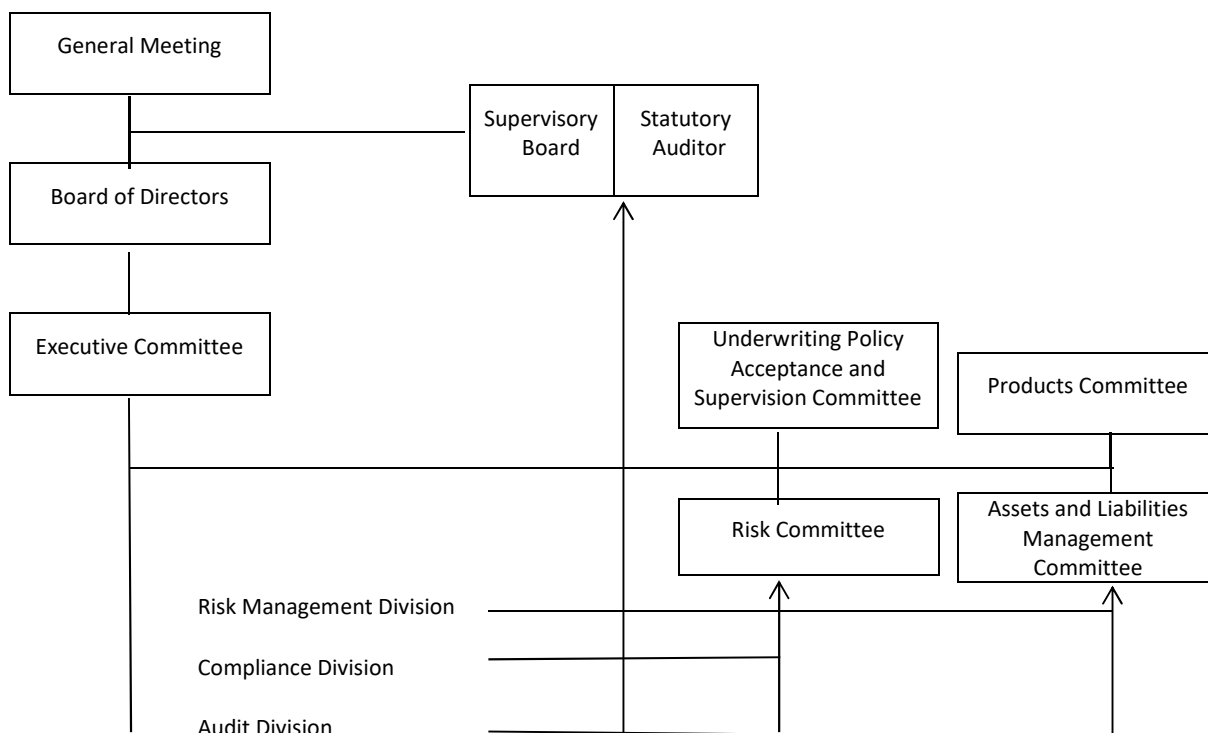 General Meeting
Supervisory
Board
Statutory
Auditor
Board of Directors
Executive Committee
Underwriting Policy
Acceptance and
Supervision Committee
Products Committee
Risk Committee
Assets and Liabilities
Management
Committee
Risk Management Division
Compliance Division
Audit Division